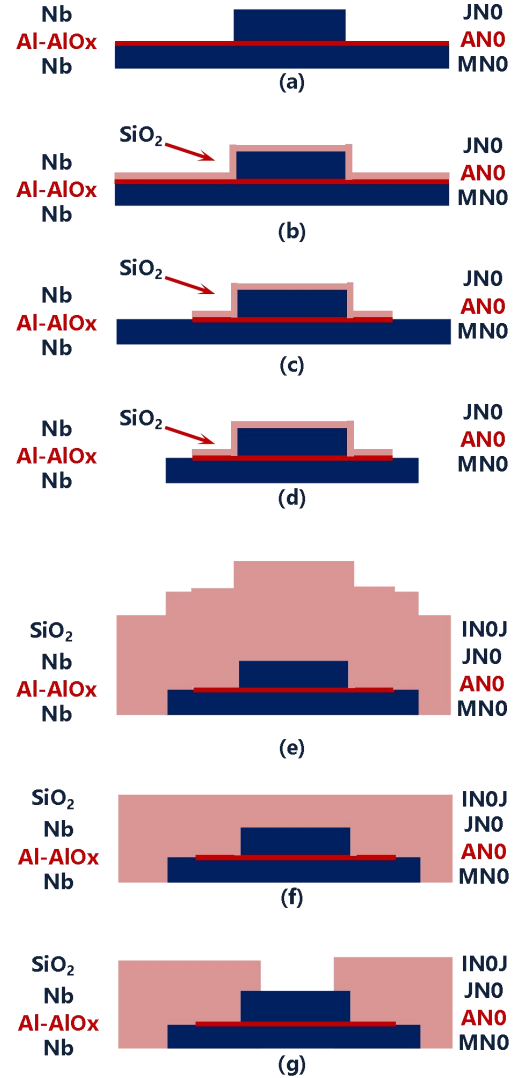 Nb JN0
Al-AlOx AN0
Nb MN0
(a)
SiO₂
Nb JN0
Al-AlOx AN0
Nb MN0
(b)
SiO₂
Nb JN0
Al-AlOx AN0
Nb MN0
(c)
SiO₂
Nb JN0
Al-AlOx AN0
Nb MN0
(d)
SiO₂ IN0J
Nb JN0
Al-AlOx AN0
Nb MN0
(e)
SiO₂ IN0J
Nb JN0
Al-AlOx AN0
Nb MN0
(f)
SiO₂ IN0J
Nb JN0
Al-AlOx AN0
Nb MN0
(g)